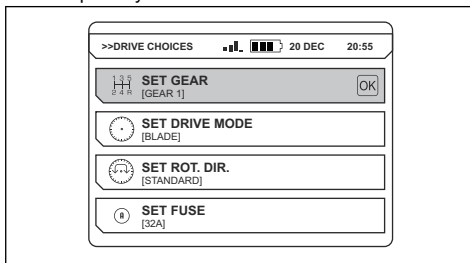 >>DRIVE CHOICES 20 DEC 20:55
1 3 5
2 4 R
SET GEAR
[GEAR 1]
OK
SET DRIVE MODE
[BLADE]
SET ROT. DIR.
[STANDARD]
A
SET FUSE
[32A]